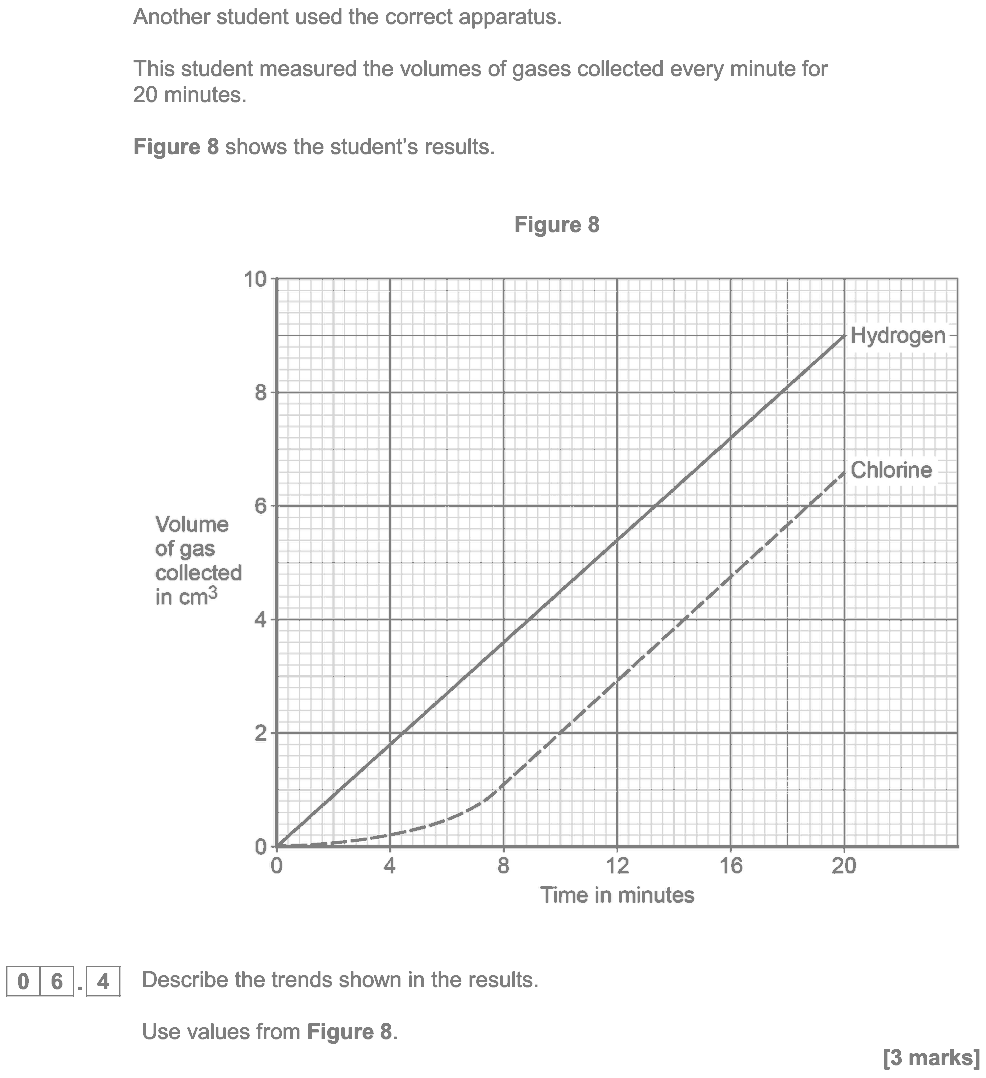 Another student used the correct apparatus.
This student measured the volumes of gases collected every minute for
20 minutes.
Figure 8 shows the student's results.
Figure 8
10
8
6
4
2
0
Volume
of gas
collected
in cm³
Hydrogen
Chlorine
0 4 8 12 16 20
Time in minutes
0 6 . 4 Describe the trends shown in the results.
Use values from Figure 8.
[3 marks]